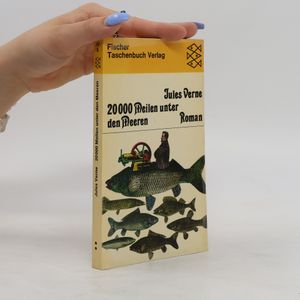 Fischer
Taschenbuch Verlag
Jules Verne
20000 Meilen unter
den Meeren Roman
Jules Verne 20000 Meilen unter den Meeren